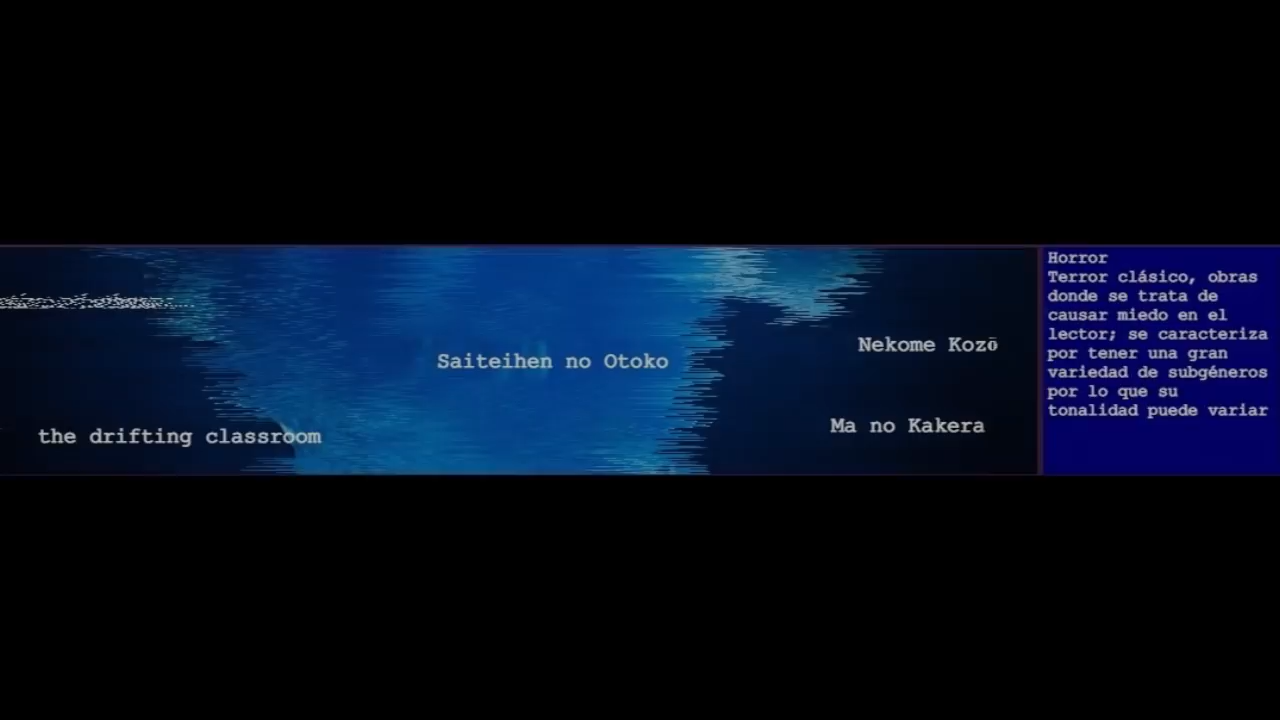 Nekome Kozō
Saiteihen no Otoko
Ma no Kakera
the drifting classroom
Horror
Terror clásico, obras
donde se trata de
causar miedo en el
lector; se caracteriza
por tener una gran
variedad de subgéneros
por lo que su
tonalidad puede variar